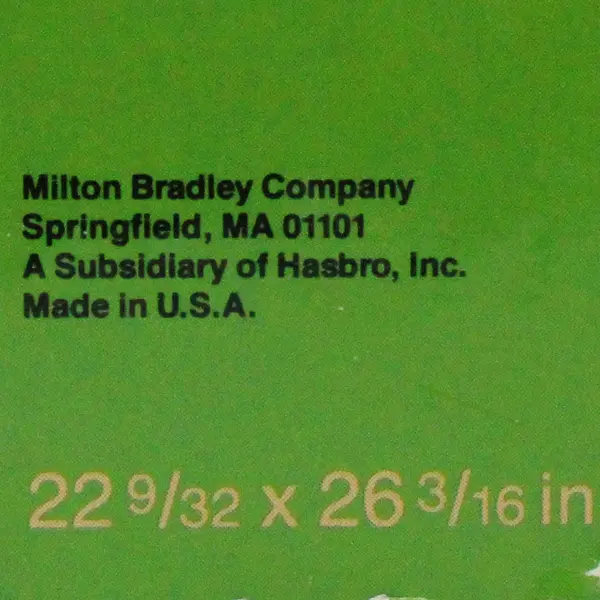 Milton Bradley Company
Springfield, MA 01101
A Subsidiary of Hasbro, Inc.
Made in U.S.A.
22 9/32 x 26 3/16 in